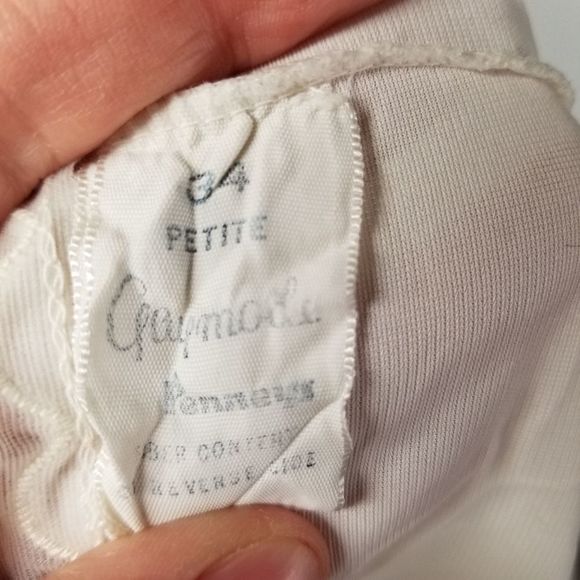 34
PETITE
Gaymode
Penneys
FIBER CONTENT
REVERSE SIDE